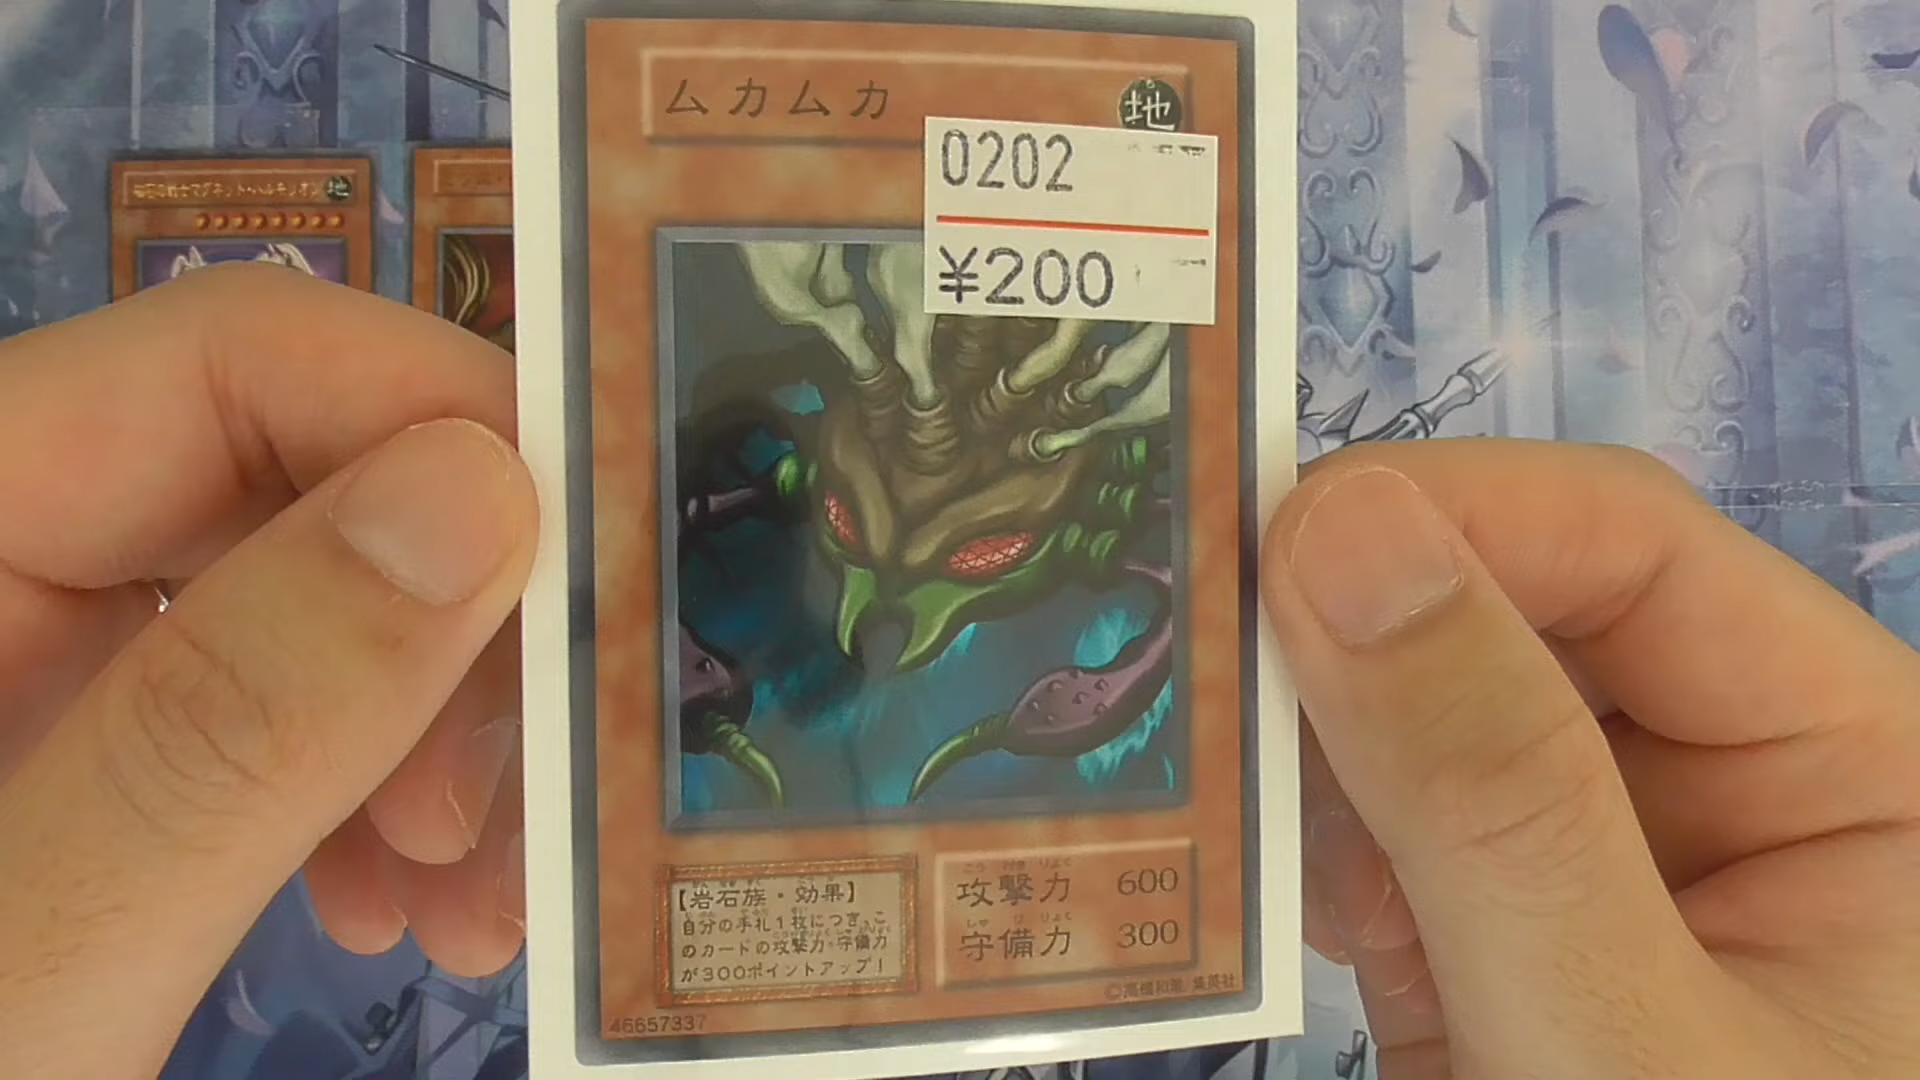 ムカムカ
地
0202
¥200
地
【岩石族・効果】
自分の手札1枚につき、こ
のカードの攻撃力・守備力
が300ポイントアップ！
攻撃力 600
守備力 300
©高橋和希 集英社
46657337